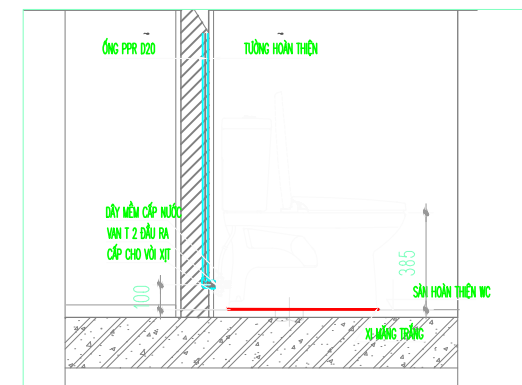 ỐNG PPR D20
TƯỜNG HOÀN THIỆN
DÂY MỀM CẤP NƯỚC
VAN T 2 ĐẦU RA
CẤP CHO VÒI XỊT
100
385
SÀN HOÀN THIỆN WC
XI MĂNG TRẮNG